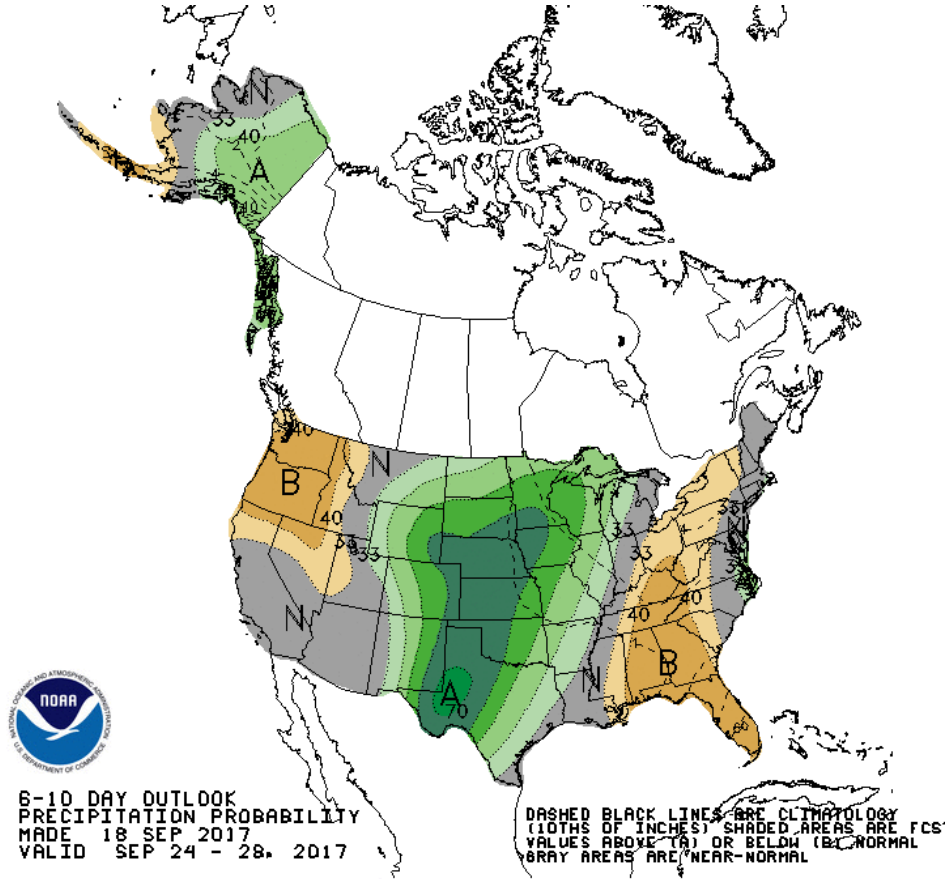 N
33
40
A
40
40
B
N
40
33
33
N
33
33
33
N
40
40
B
N
A
70
NATIONAL OCEANIC AND ATMOSPHERIC ADMINISTRATION
NOAA
U.S. DEPARTMENT OF COMMERCE
6-10 DAY OUTLOOK
PRECIPITATION PROBABILITY
MADE 18 SEP 2017
VALID SEP 24 - 28, 2017
DASHED BLACK LINES ARE CLIMATOLOGY
(10THS OF INCHES) SHADED AREAS ARE FCST
VALUES ABOVE (A) OR BELOW (B) NORMAL
GRAY AREAS ARE NEAR-NORMAL